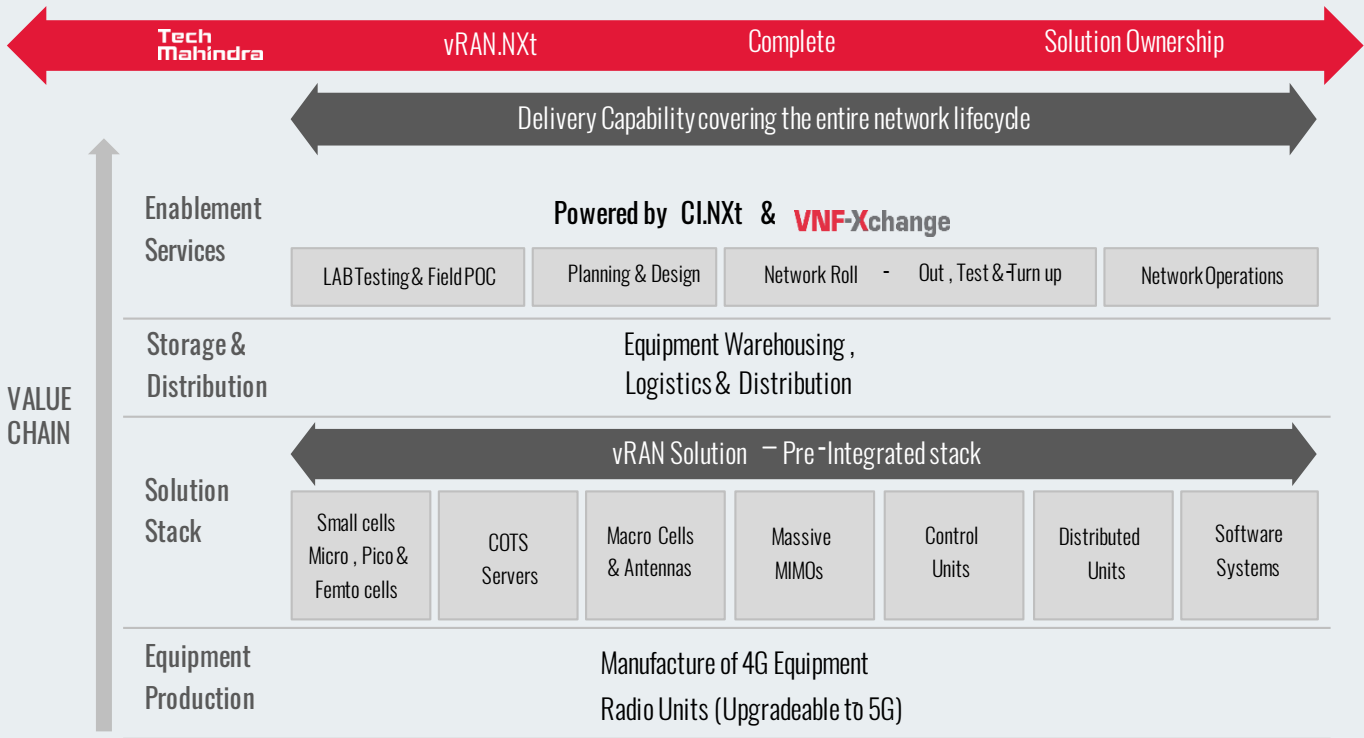 Tech Mahindra vRAN.NXt Complete Solution Ownership
Delivery Capability covering the entire network lifecycle
VALUE
CHAIN
Enablement
Services
Powered by CI.NXt & VNF-Xchange
LAB Testing & Field POC
Planning & Design
Network Roll - Out , Test &-Turn up
Network Operations
Storage &
Distribution
Equipment Warehousing ,
Logistics & Distribution
Solution
Stack
vRAN Solution – Pre-Integrated stack
Small cells
Micro , Pico &
Femto cells
COTS
Servers
Macro Cells
& Antennas
Massive
MIMOs
Control
Units
Distributed
Units
Software
Systems
Equipment
Production
Manufacture of 4G Equipment
Radio Units (Upgradeable to 5G)